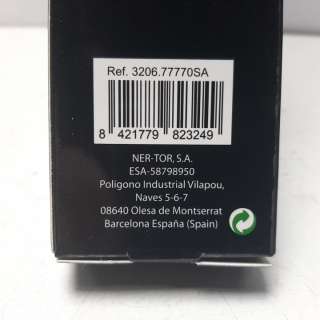 Ref. 3206.77770SA
8 421779 823249
NER-TOR, S.A.
ESA-58798950
Poligono Industrial Vilapou,
Naves 5-6-7
08640 Olesa de Montserrat
Barcelona España (Spain)